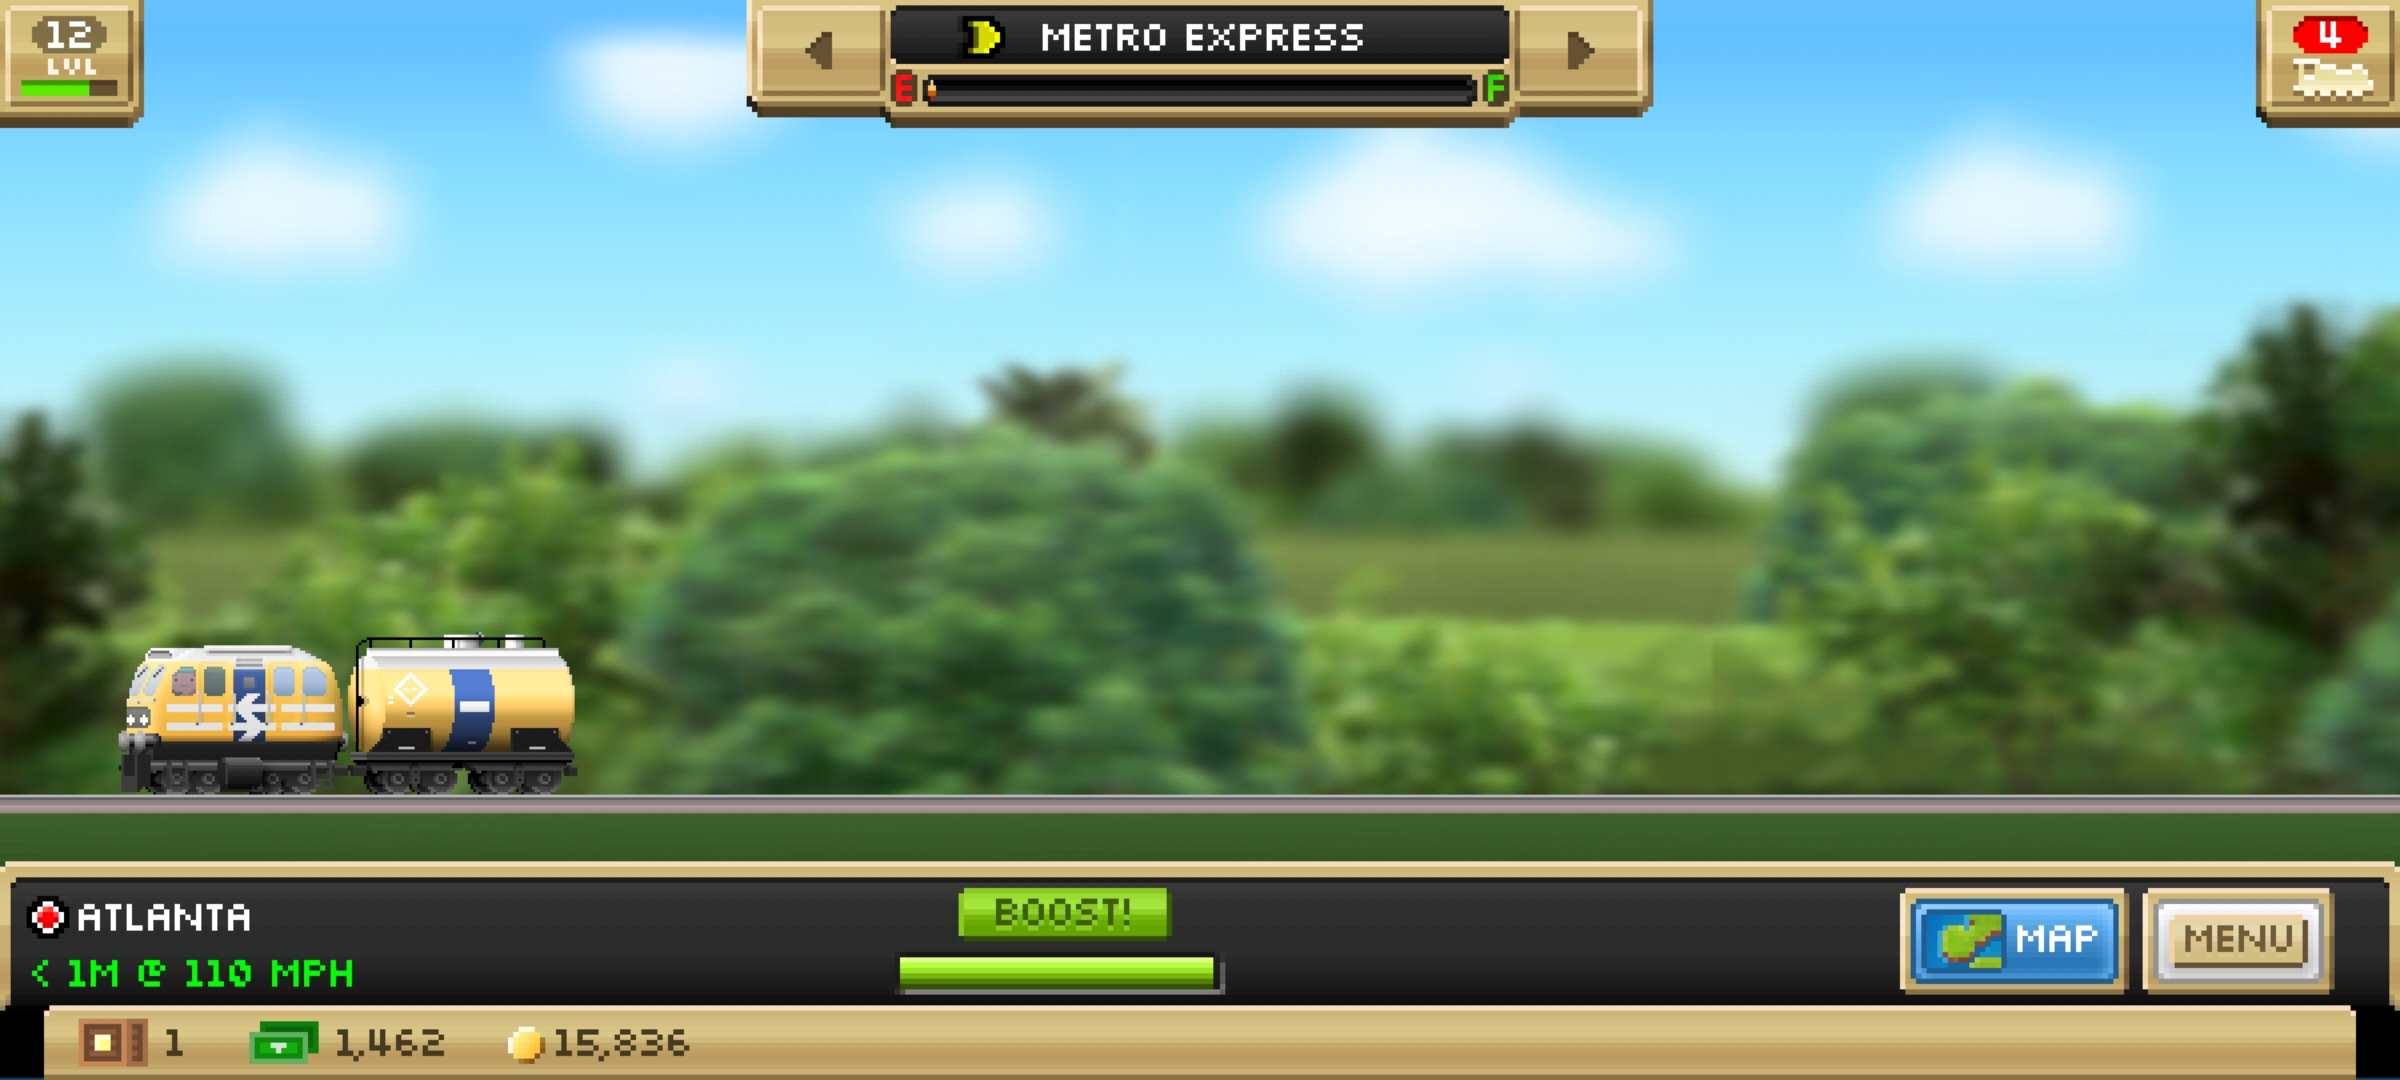 12
LVL
METRO EXPRESS
E F
4
ATLANTA
< 1M @ 110 MPH
BOOST!
MAP
MENU
1 1,462 15,836